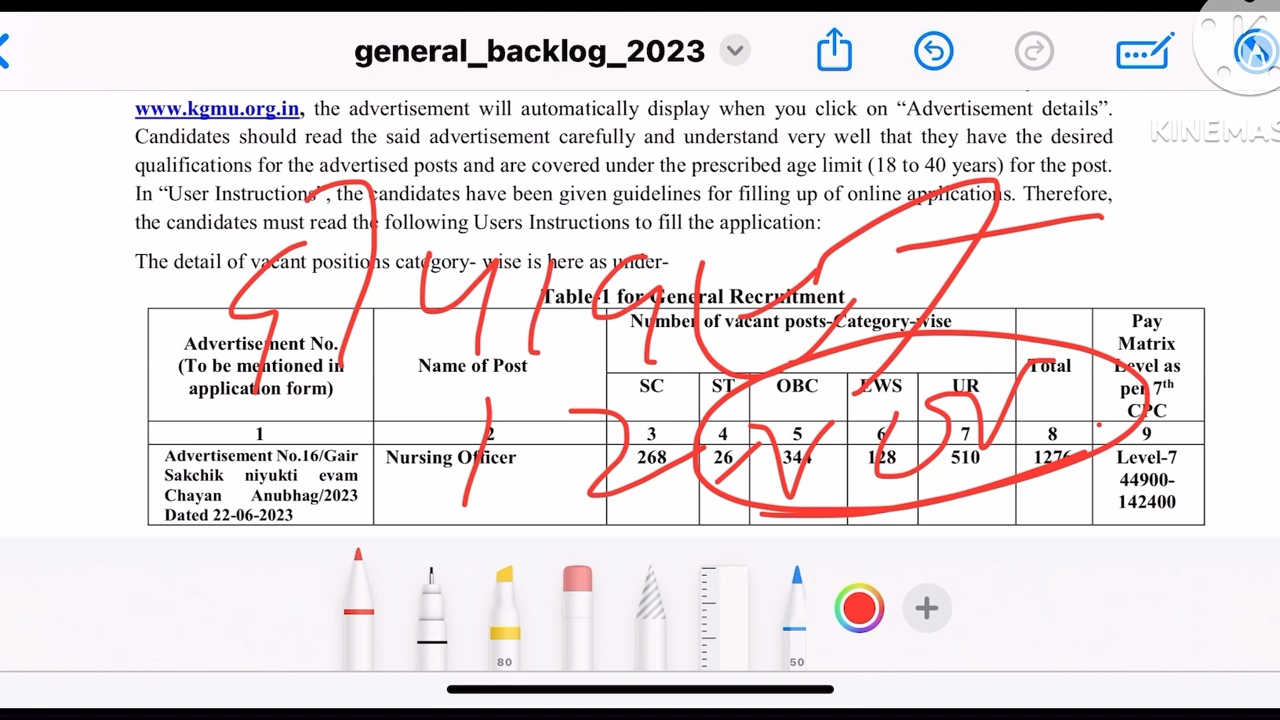 general_backlog_2023
KINEMAS
www.kgmu.org.in, the advertisement will automatically display when you click on “Advertisement details”.
Candidates should read the said advertisement carefully and understand very well that they have the desired
qualifications for the advertised posts and are covered under the prescribed age limit (18 to 40 years) for the post.
In “User Instructions”, the candidates have been given guidelines for filling up of online applications. Therefore,
the candidates must read the following Users Instructions to fill the application:
The detail of vacant positions category- wise is here as under-
Table-1 for General Recruitment
Advertisement No. (To be mentioned in application form) Name of Post Number of vacant posts-Category-wise Total Pay Matrix Level as per 7th CPC
SC ST OBC EWS UR
1 2 3 4 5 6 7 8 9
Advertisement No.16/Gair Sakchik niyukti evam Chayan Anubhag/2023 Dated 22-06-2023 Nursing Officer 268 26 344 128 510 1276 Level-7 44900-142400
80
50